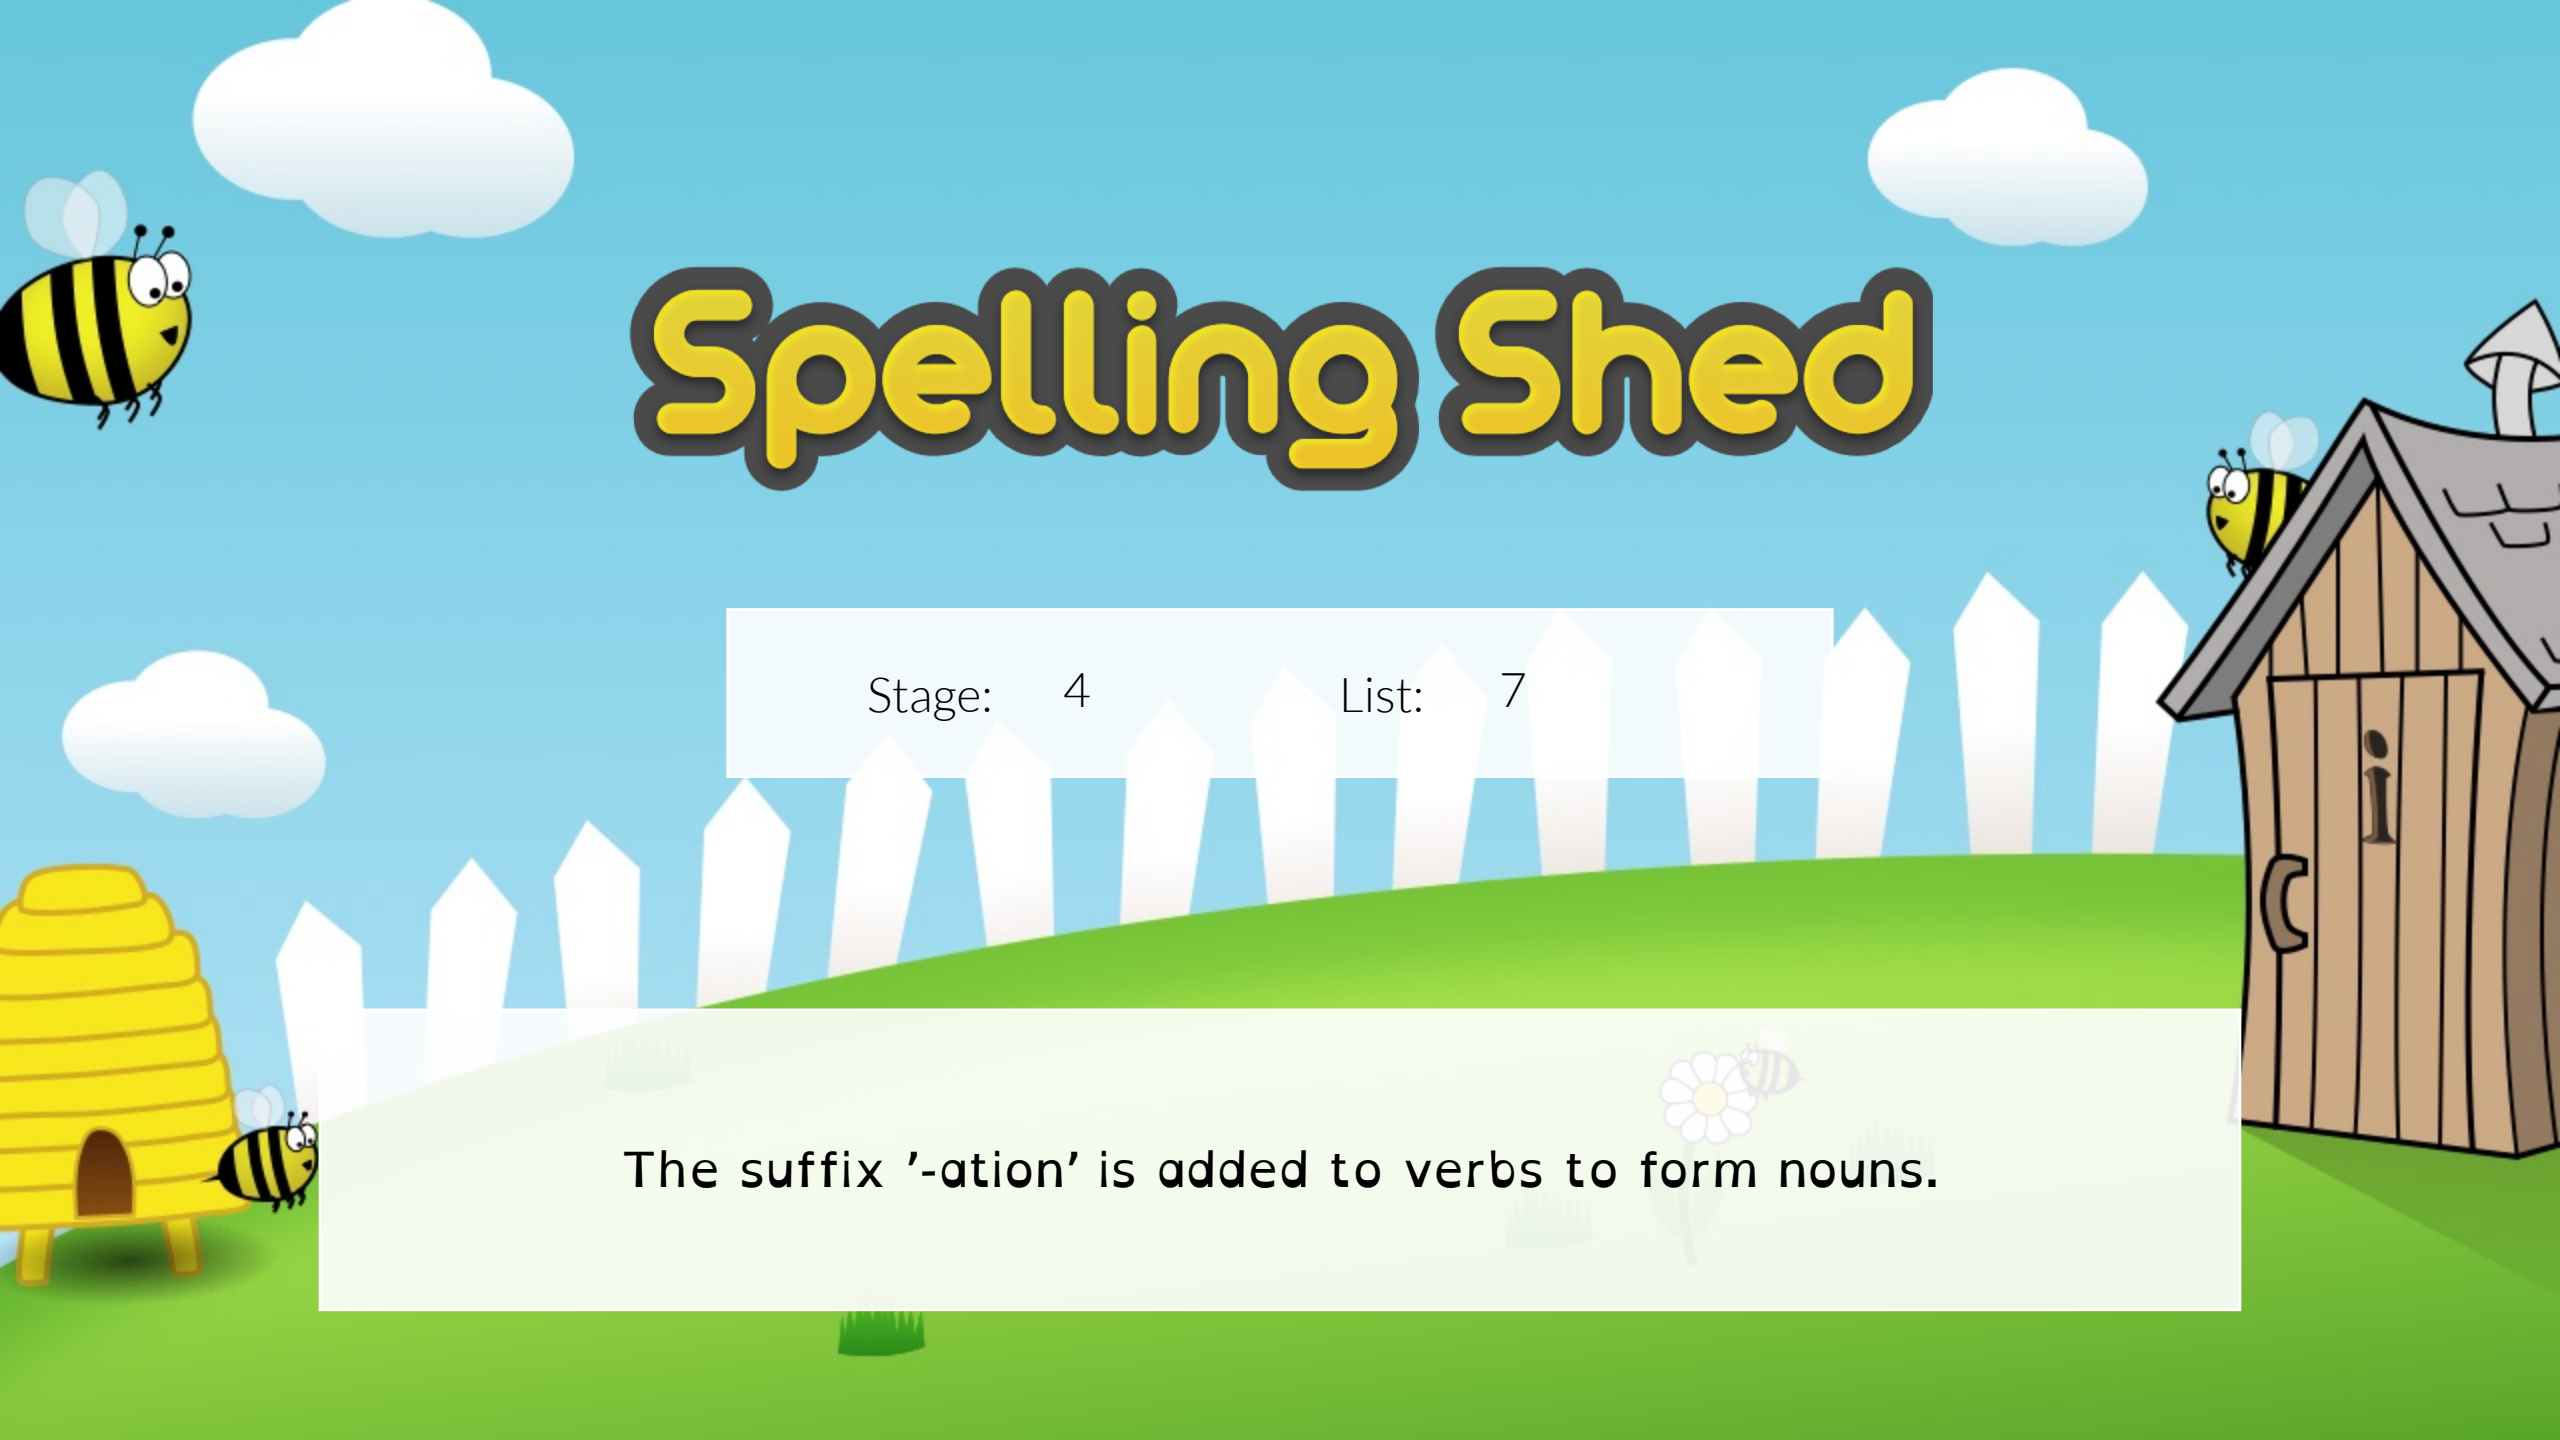 Spelling Shed
Stage: 4 List: 7
The suffix ’-ation’ is added to verbs to form nouns.